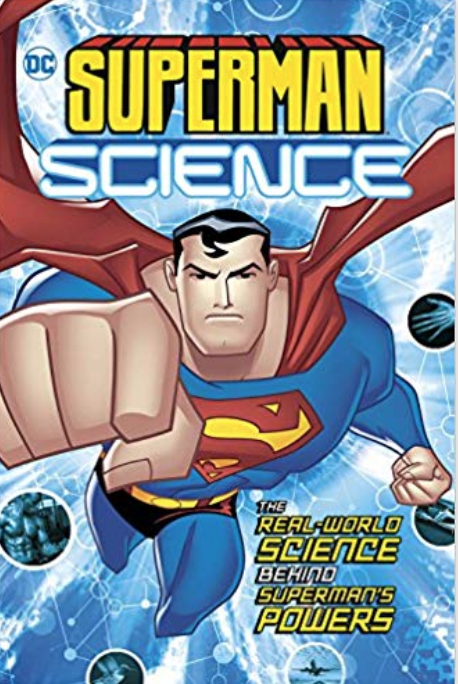 DC
SUPERMAN
SCIENCE
THE
REAL-WORLD
SCIENCE
BEHIND
SUPERMAN'S
POWERS